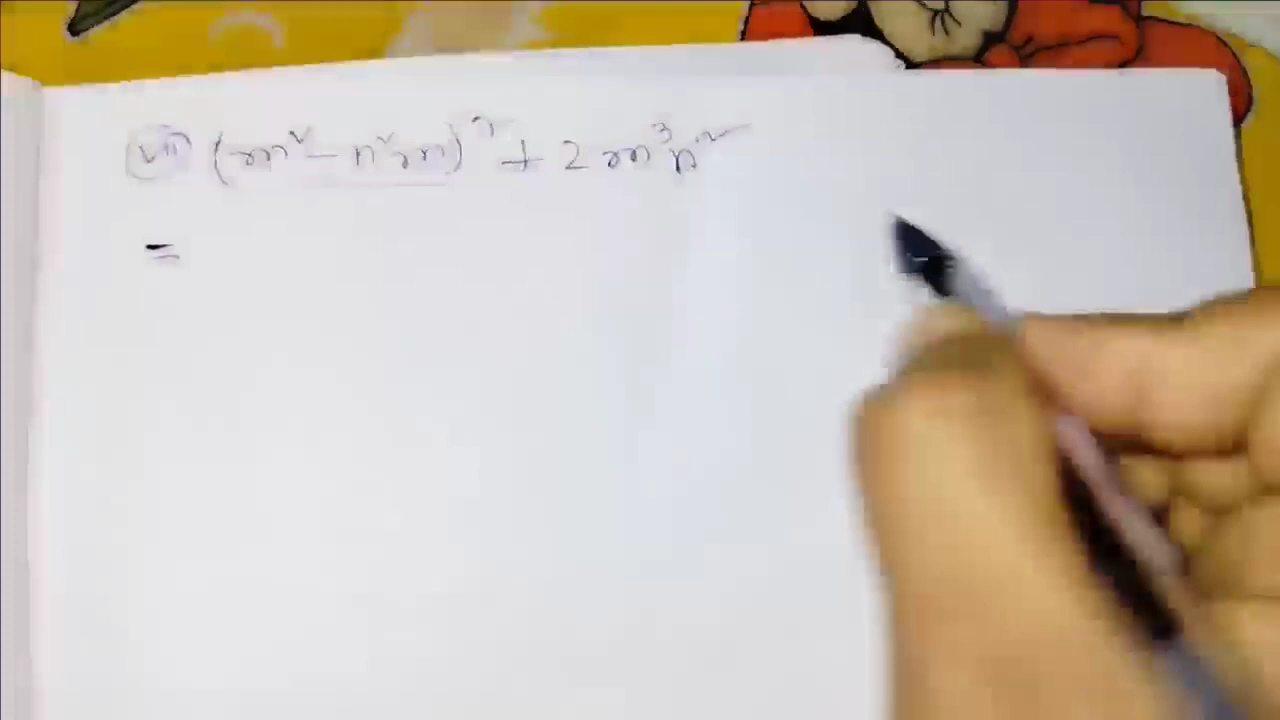 vii) (m² - n²m)² + 2m³n²
=